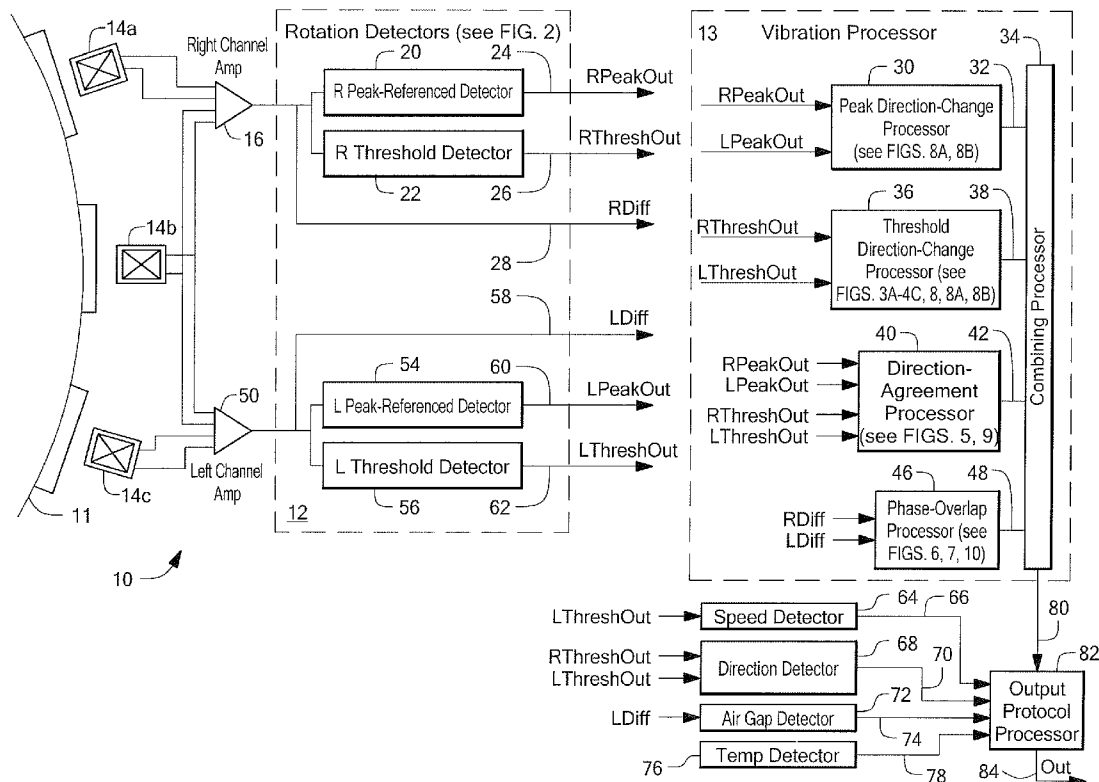 14a
Right Channel
Amp
16
14b
50
Left Channel
Amp
14c
11
10
Rotation Detectors (see FIG. 2)
20
24
R Peak-Referenced Detector
RPeakOut
R Threshold Detector
RThreshOut
22
26
RDiff
28
58
LDiff
54
60
L Peak-Referenced Detector
LPeakOut
L Threshold Detector
LThreshOut
12
56
62
13
Vibration Processor
34
30
32
RPeakOut
LPeakOut
Peak Direction-Change
Processor
(see FIGS. 8A, 8B)
36
38
RThreshOut
LThreshOut
Threshold
Direction-Change
Processor (see
FIGS. 3A-4C, 8, 8A, 8B)
40
42
RPeakOut
LPeakOut
RThreshOut
LThreshOut
Direction-
Agreement
Processor
(see FIGS. 5, 9)
46
48
RDiff
LDiff
Phase-Overlap
Processor (see
FIGS. 6, 7, 10)
Combining Processor
64
66
LThreshOut
Speed Detector
80
68
82
RThreshOut
LThreshOut
Direction Detector
70
72
LDiff
Air Gap Detector
74
76
Temp Detector
78
Output
Protocol
Processor
84
Out